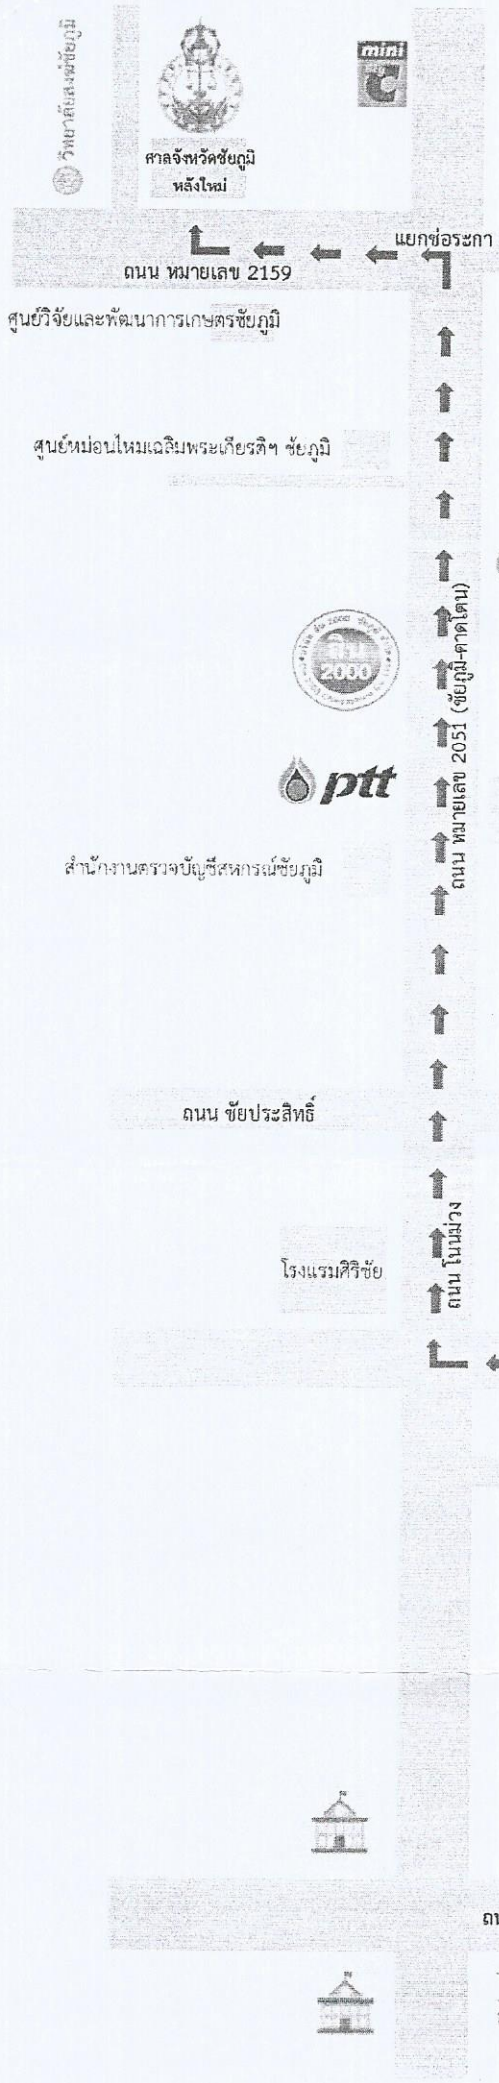 วิทยาลัยสงฆ์ชัยภูมิ
mini
BIG
C
ศาลจังหวัดชัยภูมิ
หลังใหม่
แยกช่อระกา
ถนน หมายเลข 2159
ศูนย์วิจัยและพัฒนาการเกษตรชัยภูมิ
ศูนย์หม่อนไหมเฉลิมพระเกียรติฯ ชัยภูมิ
สิน
2000
ถนน หมายเลข 2051 (ชัยภูมิ-ตาดโตน)
ptt
สำนักงานตรวจบัญชีสหกรณ์ชัยภูมิ
ถนน ชัยประสิทธิ์
ถนน โนนม่วง
โรงแรมศิริชัย